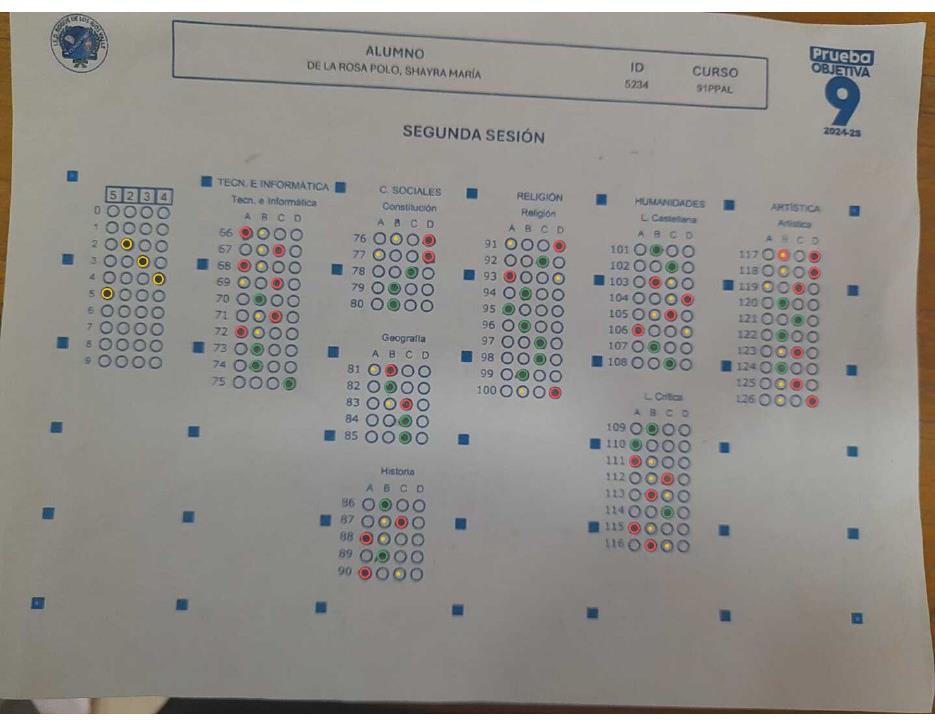 I.E.D. ROQUE DE LOS RIOS VALLE
ALUMNO
DE LA ROSA POLO, SHAYRA MARÍA
ID
5234
CURSO
91PPAL
Prueba
OBJETIVA
9
2024-25
SEGUNDA SESIÓN
5 2 3 4
0
1
2
3
4
5
6
7
8
9
TECN. E INFORMÁTICA
Tecn. e Informática
A B C D
66
67
68
69
70
71
72
73
74
75
C. SOCIALES
Constitución
A B C D
76
77
78
79
80
Geografía
A B C D
81
82
83
84
85
Historia
A B C D
86
87
88
89
90
RELIGIÓN
Religión
A B C D
91
92
93
94
95
96
97
98
99
100
HUMANIDADES
L. Castellana
A B C D
101
102
103
104
105
106
107
108
L. Crítica
A B C D
109
110
111
112
113
114
115
116
ARTÍSTICA
Artística
A B C D
117
118
119
120
121
122
123
124
125
126